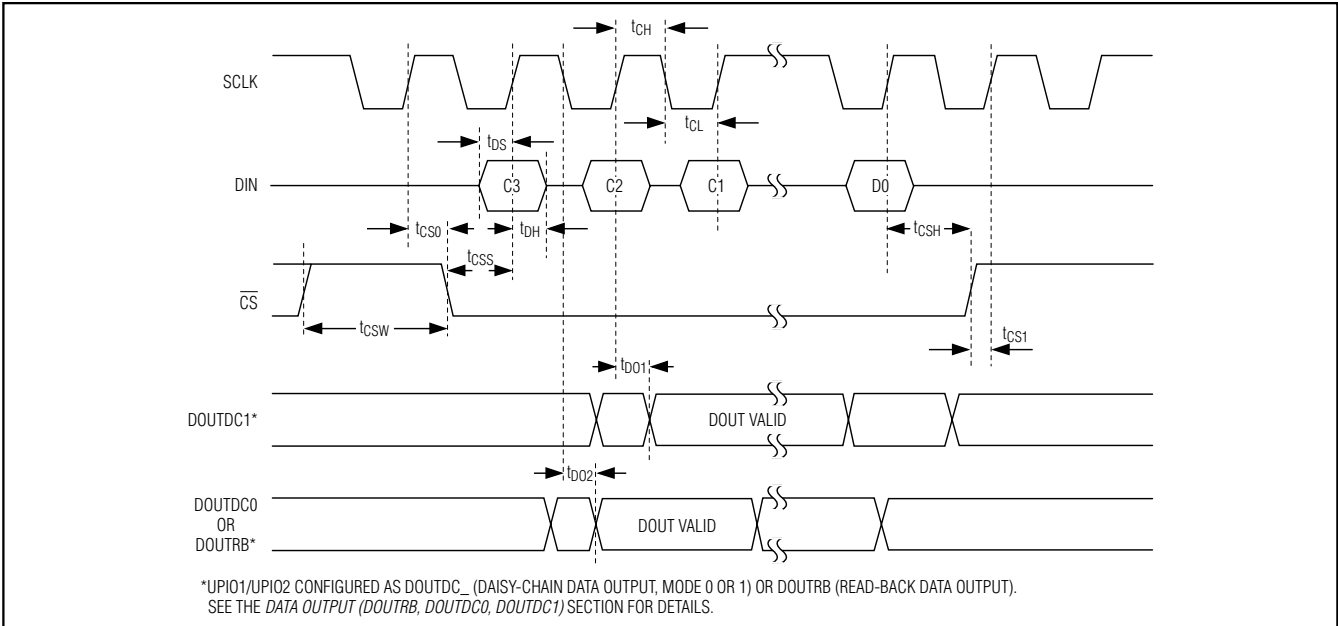 tCH
SCLK
tCL
tDS
DIN
C3
C2
C1
D0
tCS0
tDH
tCSH
tCSS
CS
tCSW
tCS1
tDO1
DOUTDC1*
DOUT VALID
tDO2
DOUTDC0
OR
DOUTRB*
DOUT VALID
*UPIO1/UPIO2 CONFIGURED AS DOUTDC_ (DAISY-CHAIN DATA OUTPUT, MODE 0 OR 1) OR DOUTRB (READ-BACK DATA OUTPUT).
SEE THE DATA OUTPUT (DOUTRB, DOUTDC0, DOUTDC1) SECTION FOR DETAILS.